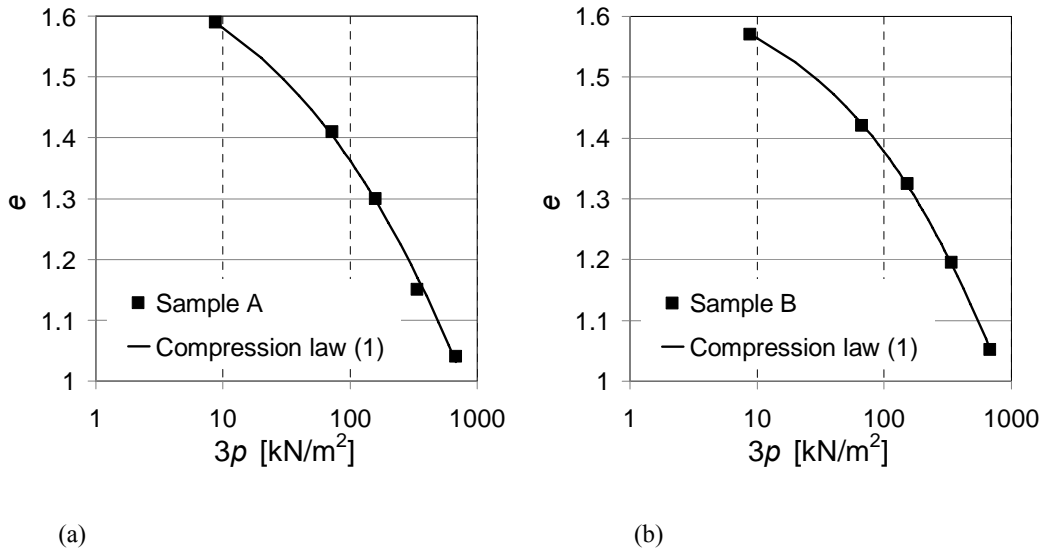 1.6
1.5
1.4
1.3
1.2
1.1
1
e
Sample A
Compression law (1)
1 10 100 1000
3p [kN/m²]
(a)
1.6
1.5
1.4
1.3
1.2
1.1
1
e
Sample B
Compression law (1)
1 10 100 1000
3p [kN/m²]
(b)